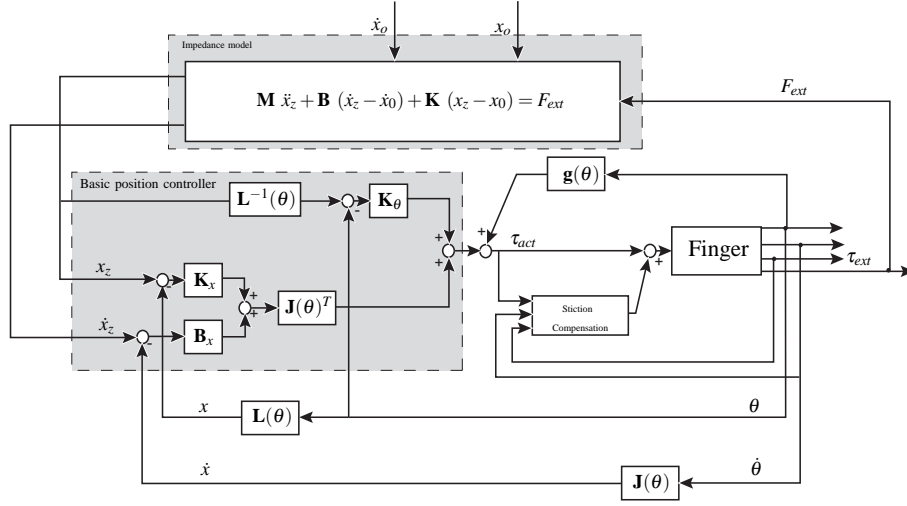 ẋ_o
x_o
Impedance model
M ẍ_z + B (ẋ_z − ẋ_0) + K (x_z − x_0) = F_ext
F_ext
Basic position controller
L⁻¹(θ)
-
K_θ
g(θ)
+
+
+
τ_act
+
Finger
τ_ext
x_z
-
K_x
+
+
J(θ)ᵀ
Stiction
Compensation
ẋ_z
-
B_x
x
L(θ)
θ
ẋ
J(θ)
θ̇